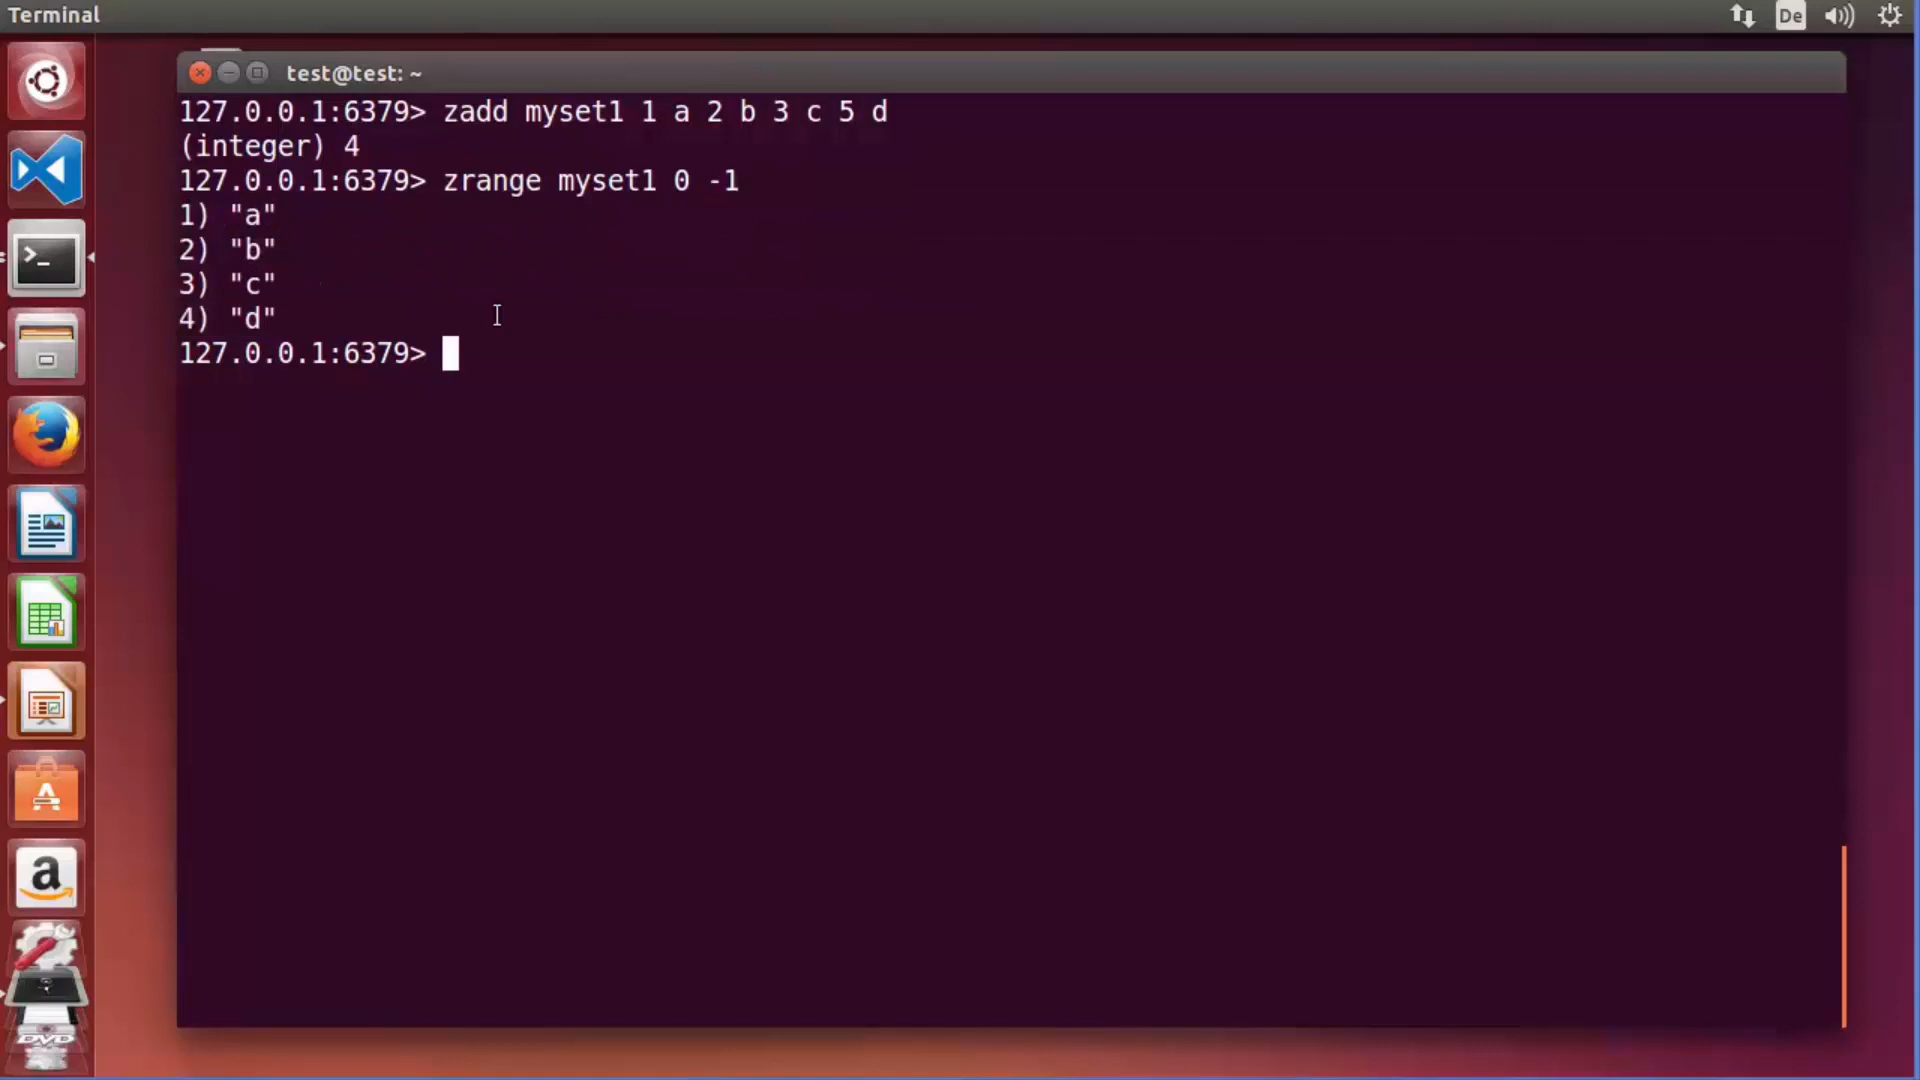 Terminal
De
test@test: ~
127.0.0.1:6379> zadd myset1 1 a 2 b 3 c 5 d
(integer) 4
127.0.0.1:6379> zrange myset1 0 -1
1) "a"
2) "b"
3) "c"
4) "d"
127.0.0.1:6379>
>_
A
a
DVD